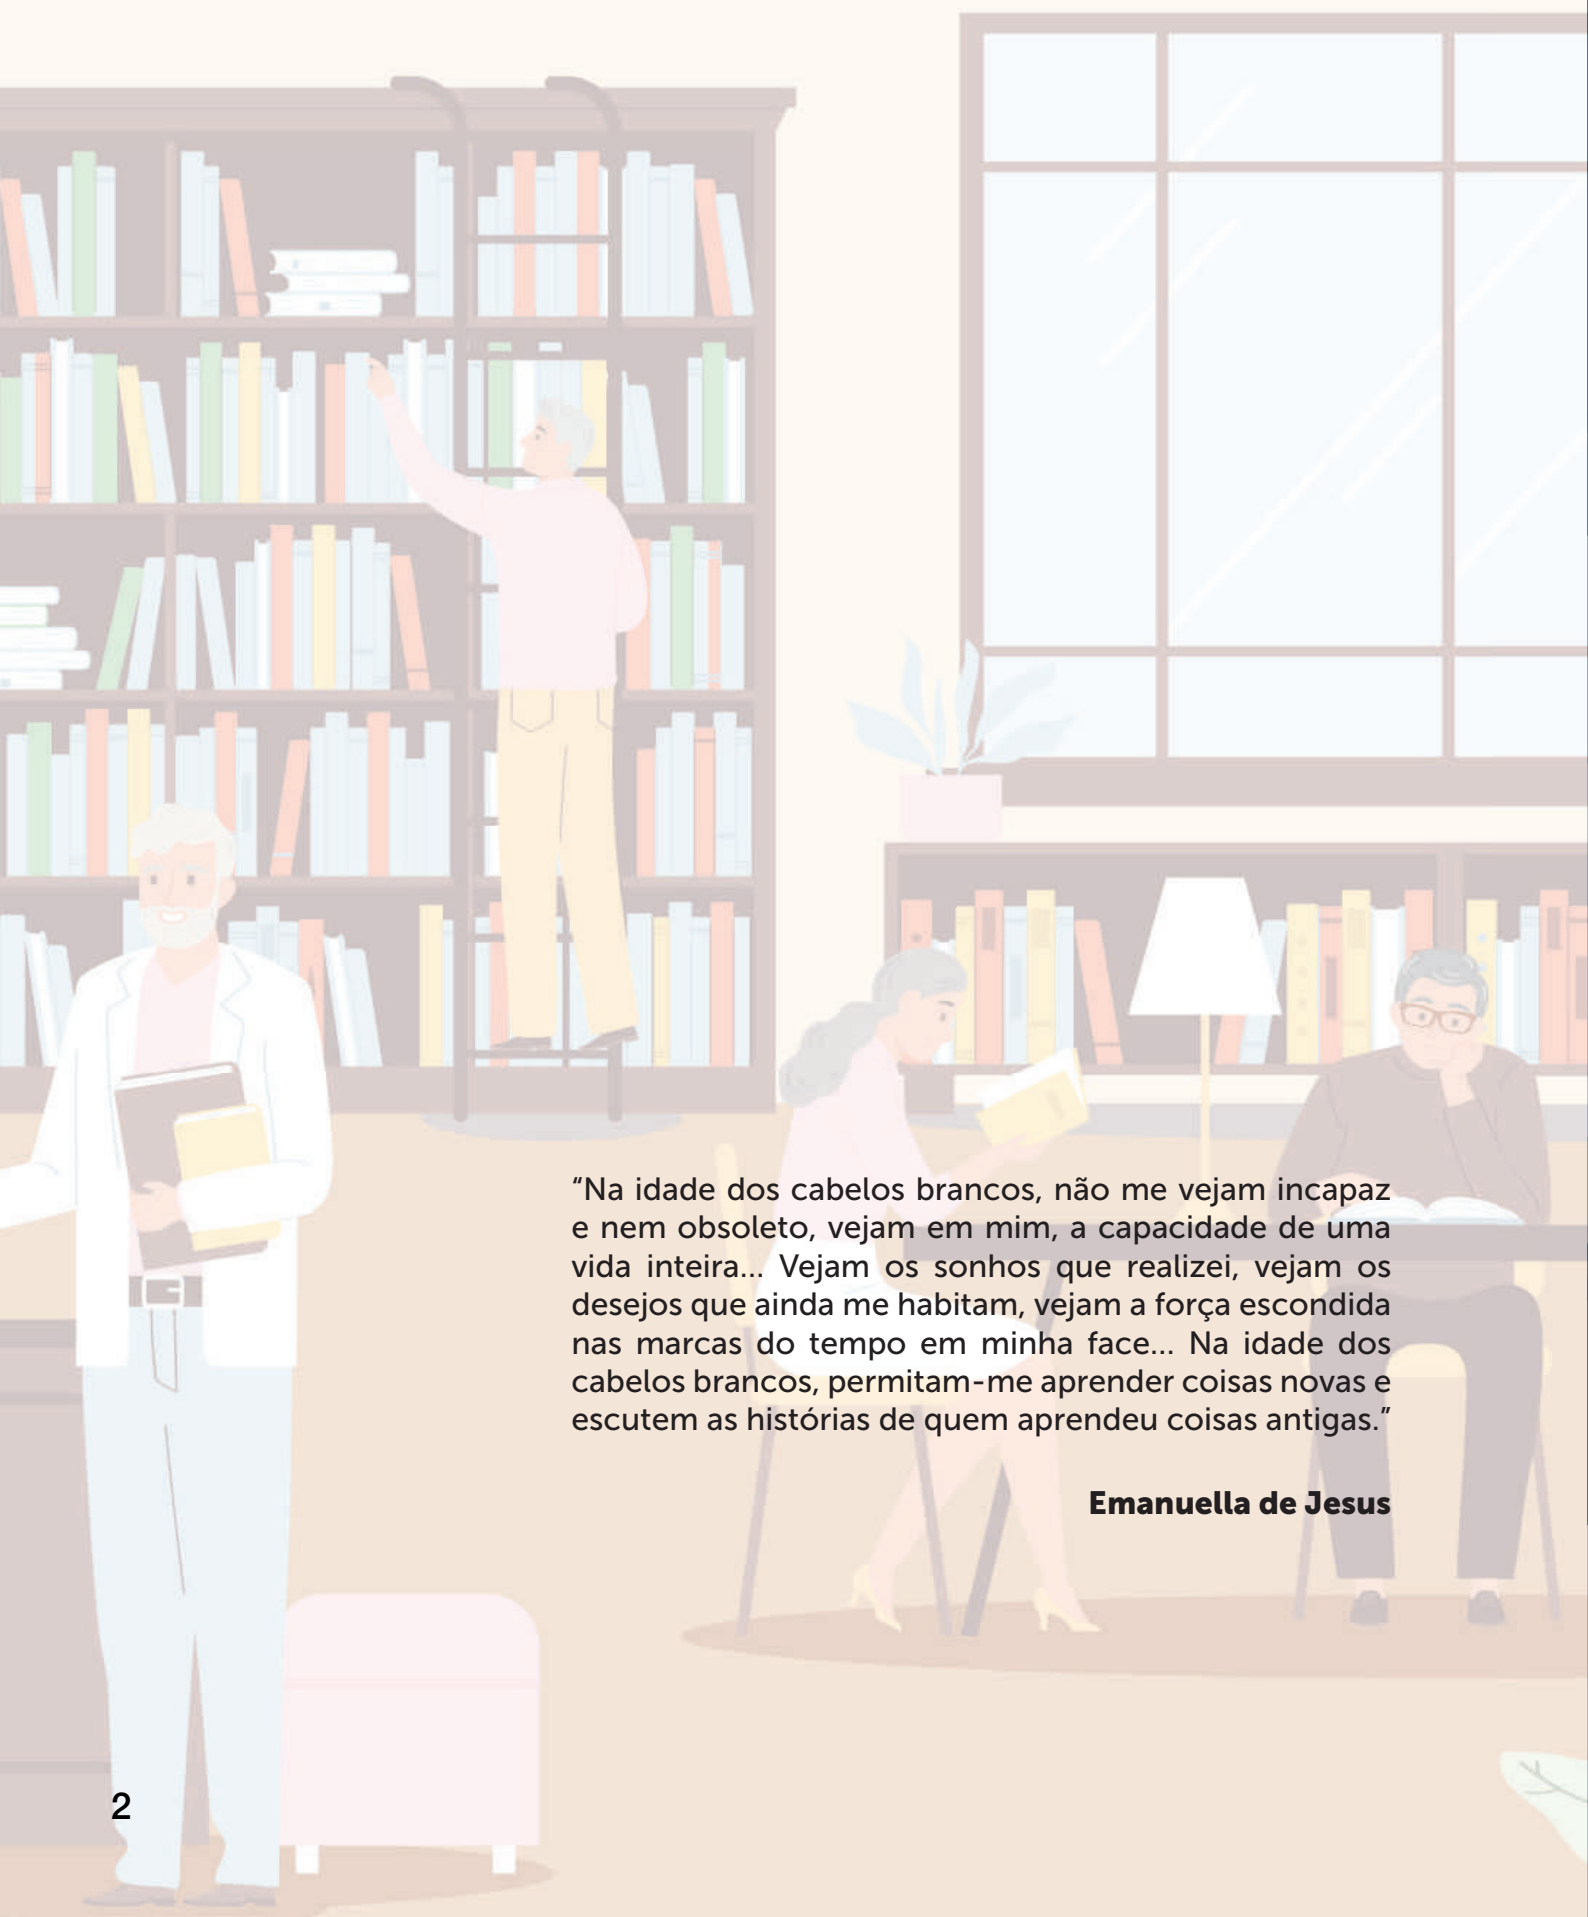 “Na idade dos cabelos brancos, não me vejam incapaz
e nem obsoleto, vejam em mim, a capacidade de uma
vida inteira... Vejam os sonhos que realizei, vejam os
desejos que ainda me habitam, vejam a força escondida
nas marcas do tempo em minha face... Na idade dos
cabelos brancos, permitam-me aprender coisas novas e
escutem as histórias de quem aprendeu coisas antigas.”
Emanuella de Jesus
2